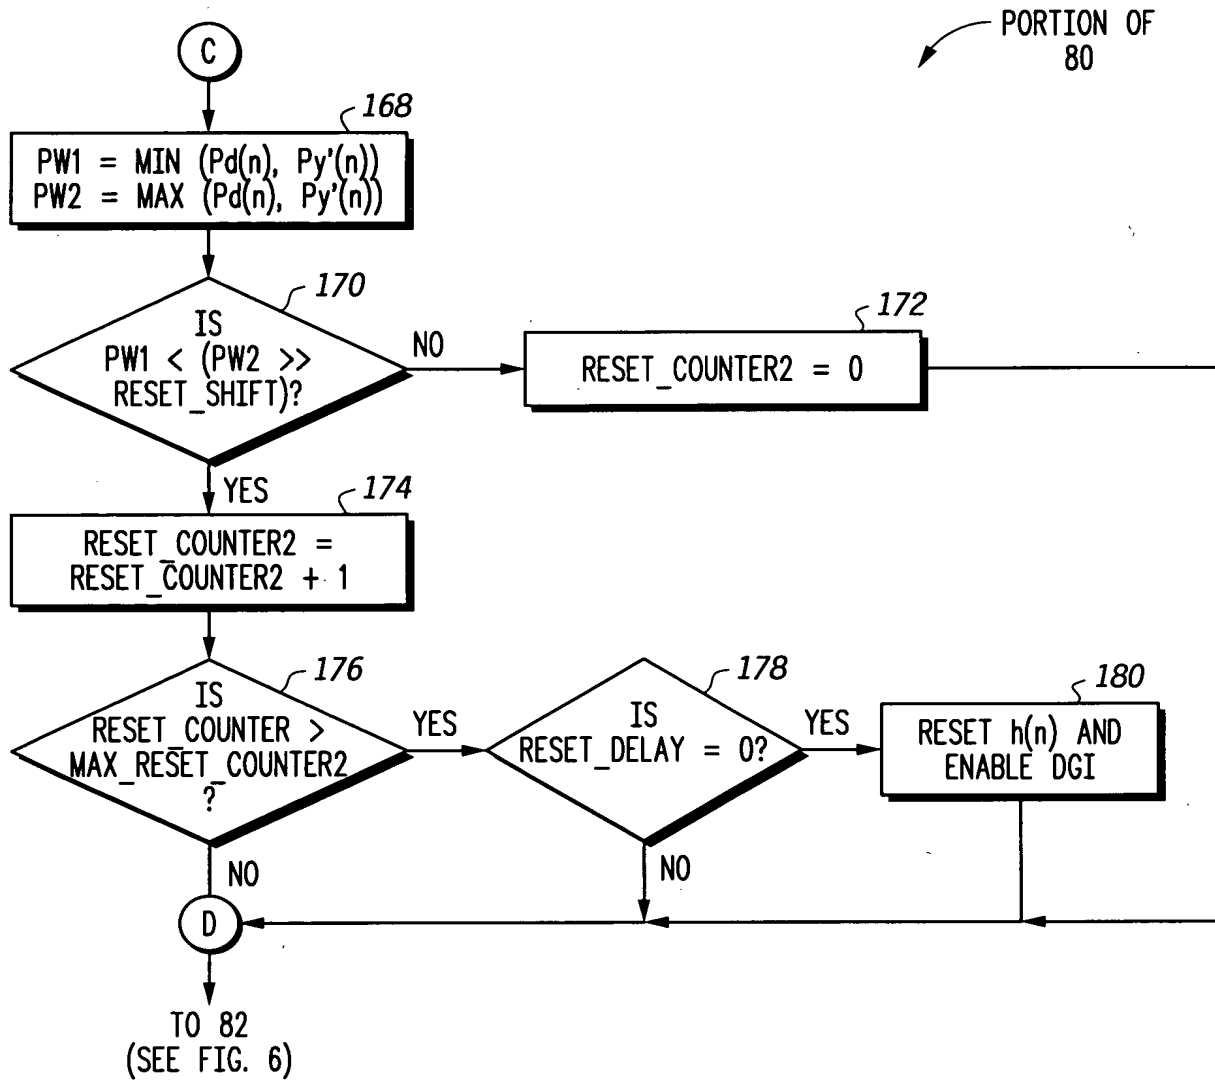 PORTION OF
80
C
168
PW1 = MIN (Pd(n), Py'(n))
PW2 = MAX (Pd(n), Py'(n))
170
IS
PW1 < (PW2 >>
RESET_SHIFT)?
NO
172
RESET_COUNTER2 = 0
YES
174
RESET_COUNTER2 =
RESET_COUNTER2 + 1
176
IS
RESET_COUNTER >
MAX_RESET_COUNTER2
?
YES
178
IS
RESET_DELAY = 0?
YES
180
RESET h(n) AND
ENABLE DGI
NO
NO
D
TO 82
(SEE FIG. 6)